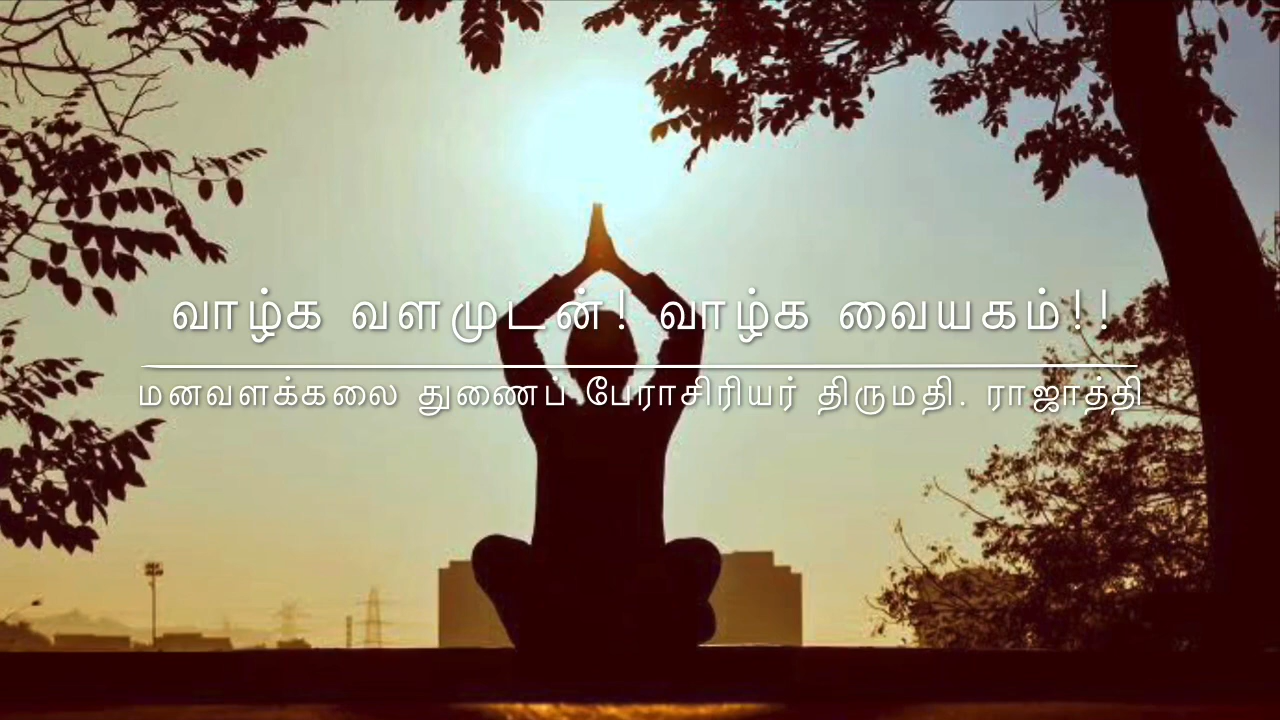 வாழ்க வளமுடன்! வாழ்க வையகம்!!
மனவளக்கலை துணைப் பேராசிரியர் திருமதி. ராஜாத்தி